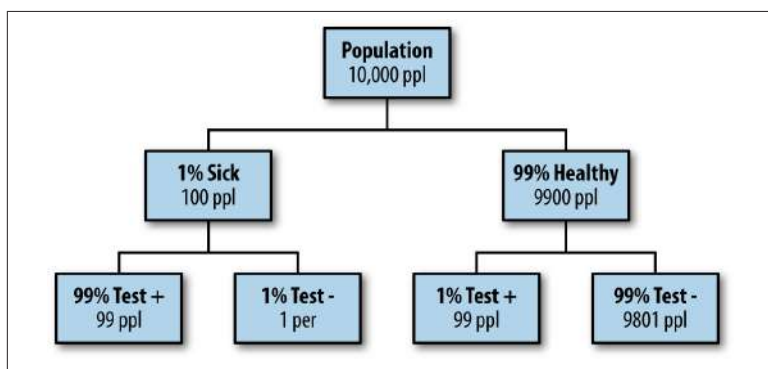 Population
10,000 ppl
1% Sick
100 ppl
99% Healthy
9900 ppl
99% Test +
99 ppl
1% Test -
1 per
1% Test +
99 ppl
99% Test -
9801 ppl